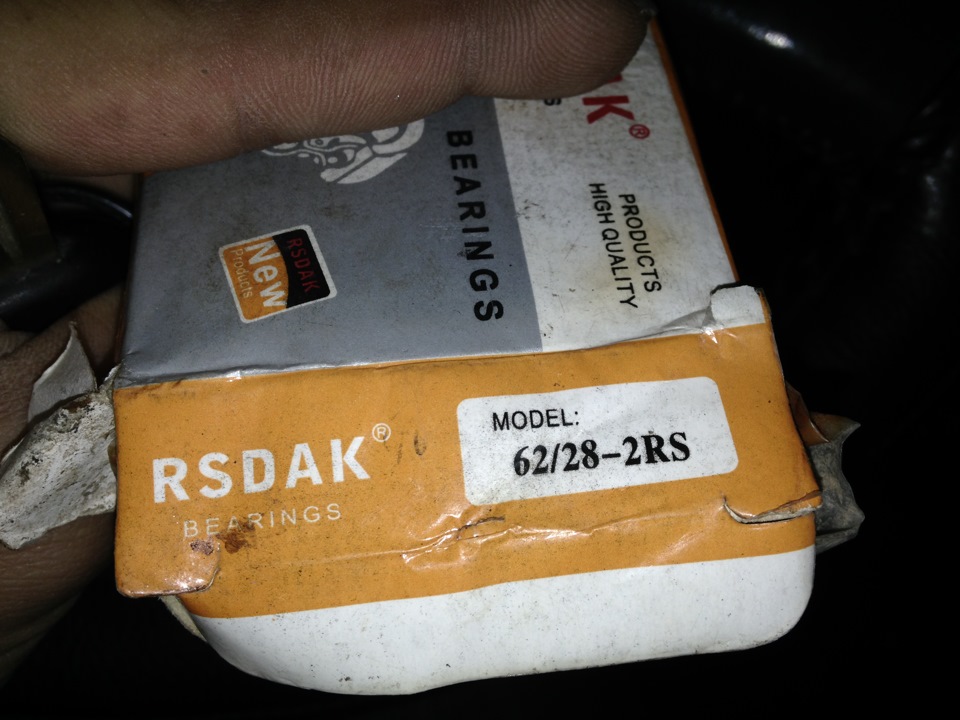 K®
S
BEARINGS
PRODUCTS
HIGH QUALITY
RSDAK
New
Products
MODEL:
62/28-2RS
RSDAK®
BEARINGS